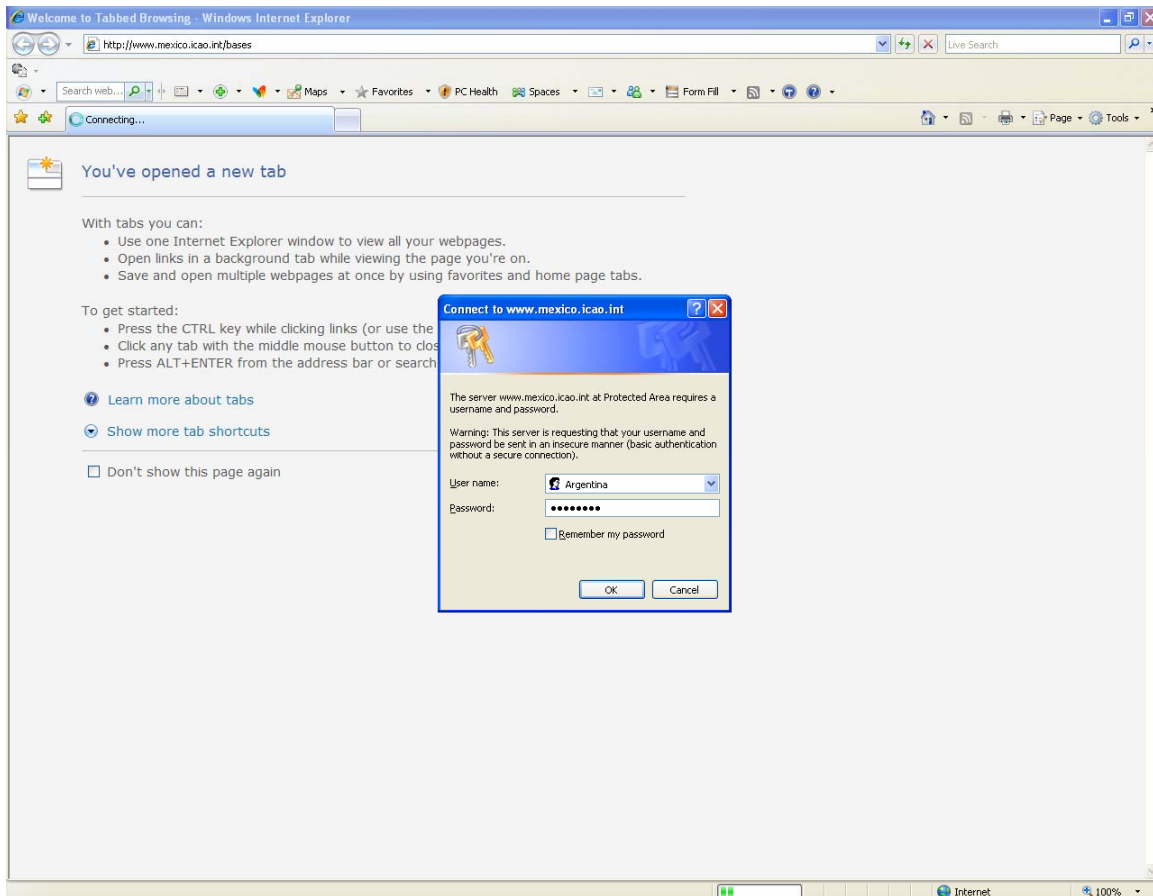 Welcome to Tabbed Browsing - Windows Internet Explorer
http://www.mexico.icao.int/bases
Live Search
Search web...
Maps
Favorites
PC Health
Spaces
Form Fill
Connecting...
Page
Tools
You've opened a new tab
With tabs you can:
• Use one Internet Explorer window to view all your webpages.
• Open links in a background tab while viewing the page you're on.
• Save and open multiple webpages at once by using favorites and home page tabs.
To get started:
• Press the CTRL key while clicking links (or use the
• Click any tab with the middle mouse button to clos
• Press ALT+ENTER from the address bar or search
Learn more about tabs
Show more tab shortcuts
Don't show this page again
Connect to www.mexico.icao.int
The server www.mexico.icao.int at Protected Area requires a
username and password.
Warning: This server is requesting that your username and
password be sent in an insecure manner (basic authentication
without a secure connection).
User name: Argentina
Password: ••••••••
Remember my password
OK Cancel
Internet 100%